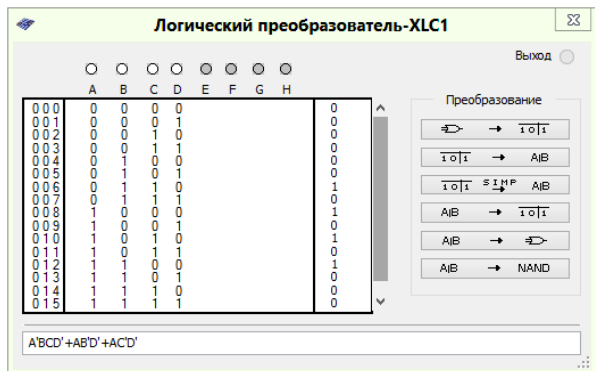 Логический преобразователь-XLC1
Выход
A B C D E F G H
Преобразование
000 0 0 0 0 0
001 0 0 0 1 0
002 0 0 1 0 0
003 0 0 1 1 0
004 0 1 0 0 0
005 0 1 0 1 0
006 0 1 1 0 1
007 0 1 1 1 0
008 1 0 0 0 1
009 1 0 0 1 0
010 1 0 1 0 1
011 1 0 1 1 0
012 1 1 0 0 1
013 1 1 0 1 0
014 1 1 1 0 0
015 1 1 1 1 0
→ 10|1
10|1 → A|B
10|1 SIMP → A|B
A|B → 10|1
A|B →
A|B → NAND
A'BCD'+AB'D'+AC'D'